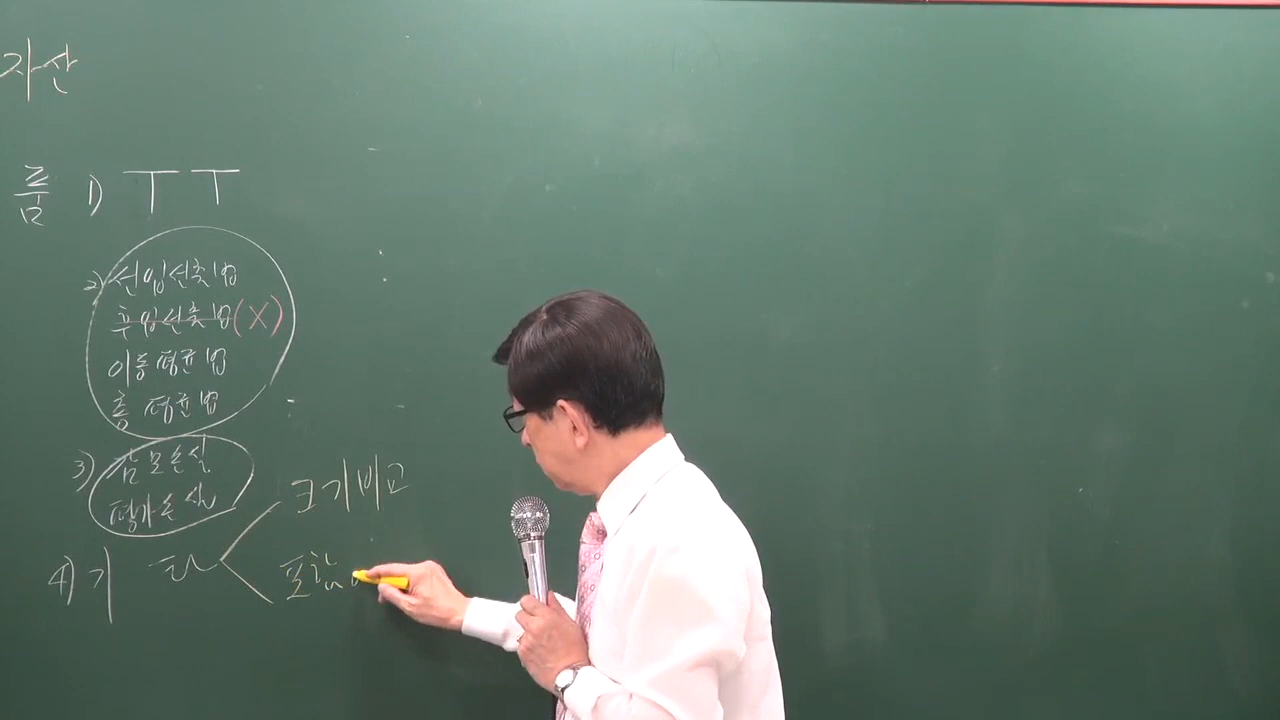 자산
품 1) T T
2) 선입선출법
후입선출법(X)
이동평균법
총평균법
3) 감모손실
평가손실
크기비교
4) 기 타
포함